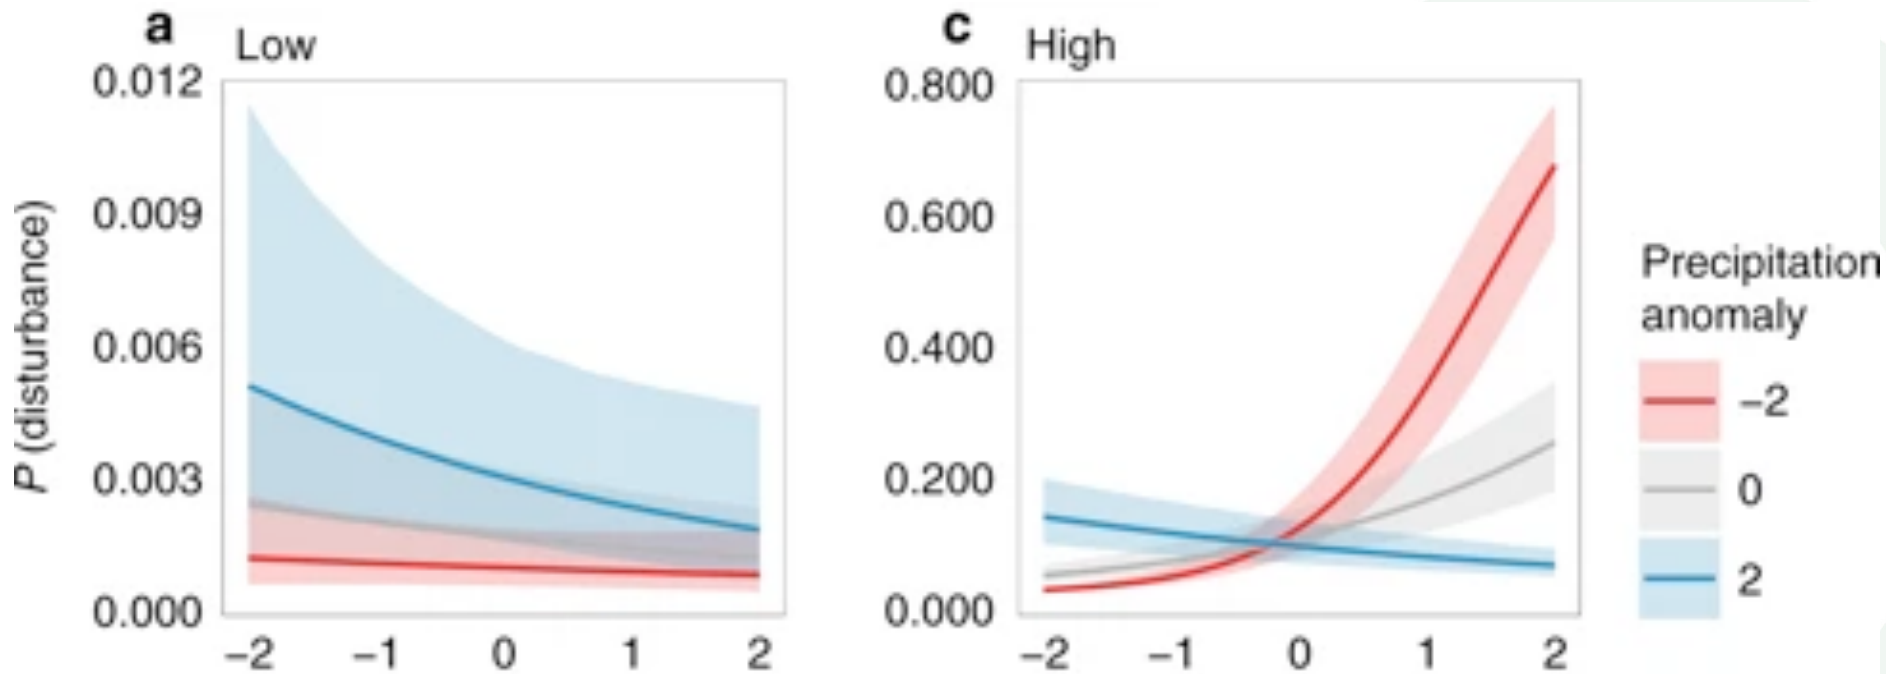 a
Low
0.012
0.009
0.006
0.003
0.000
P (disturbance)
−2 −1 0 1 2
c
High
0.800
0.600
0.400
0.200
0.000
−2 −1 0 1 2
Precipitation
anomaly
−2
0
2